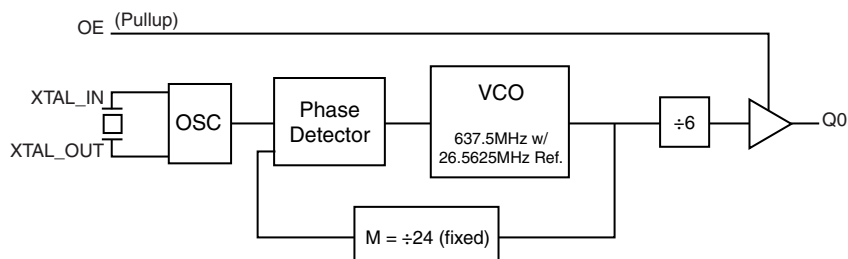 OE (Pullup)
XTAL_IN
XTAL_OUT
OSC
Phase
Detector
VCO
637.5MHz w/
26.5625MHz Ref.
÷6
Q0
M = ÷24 (fixed)